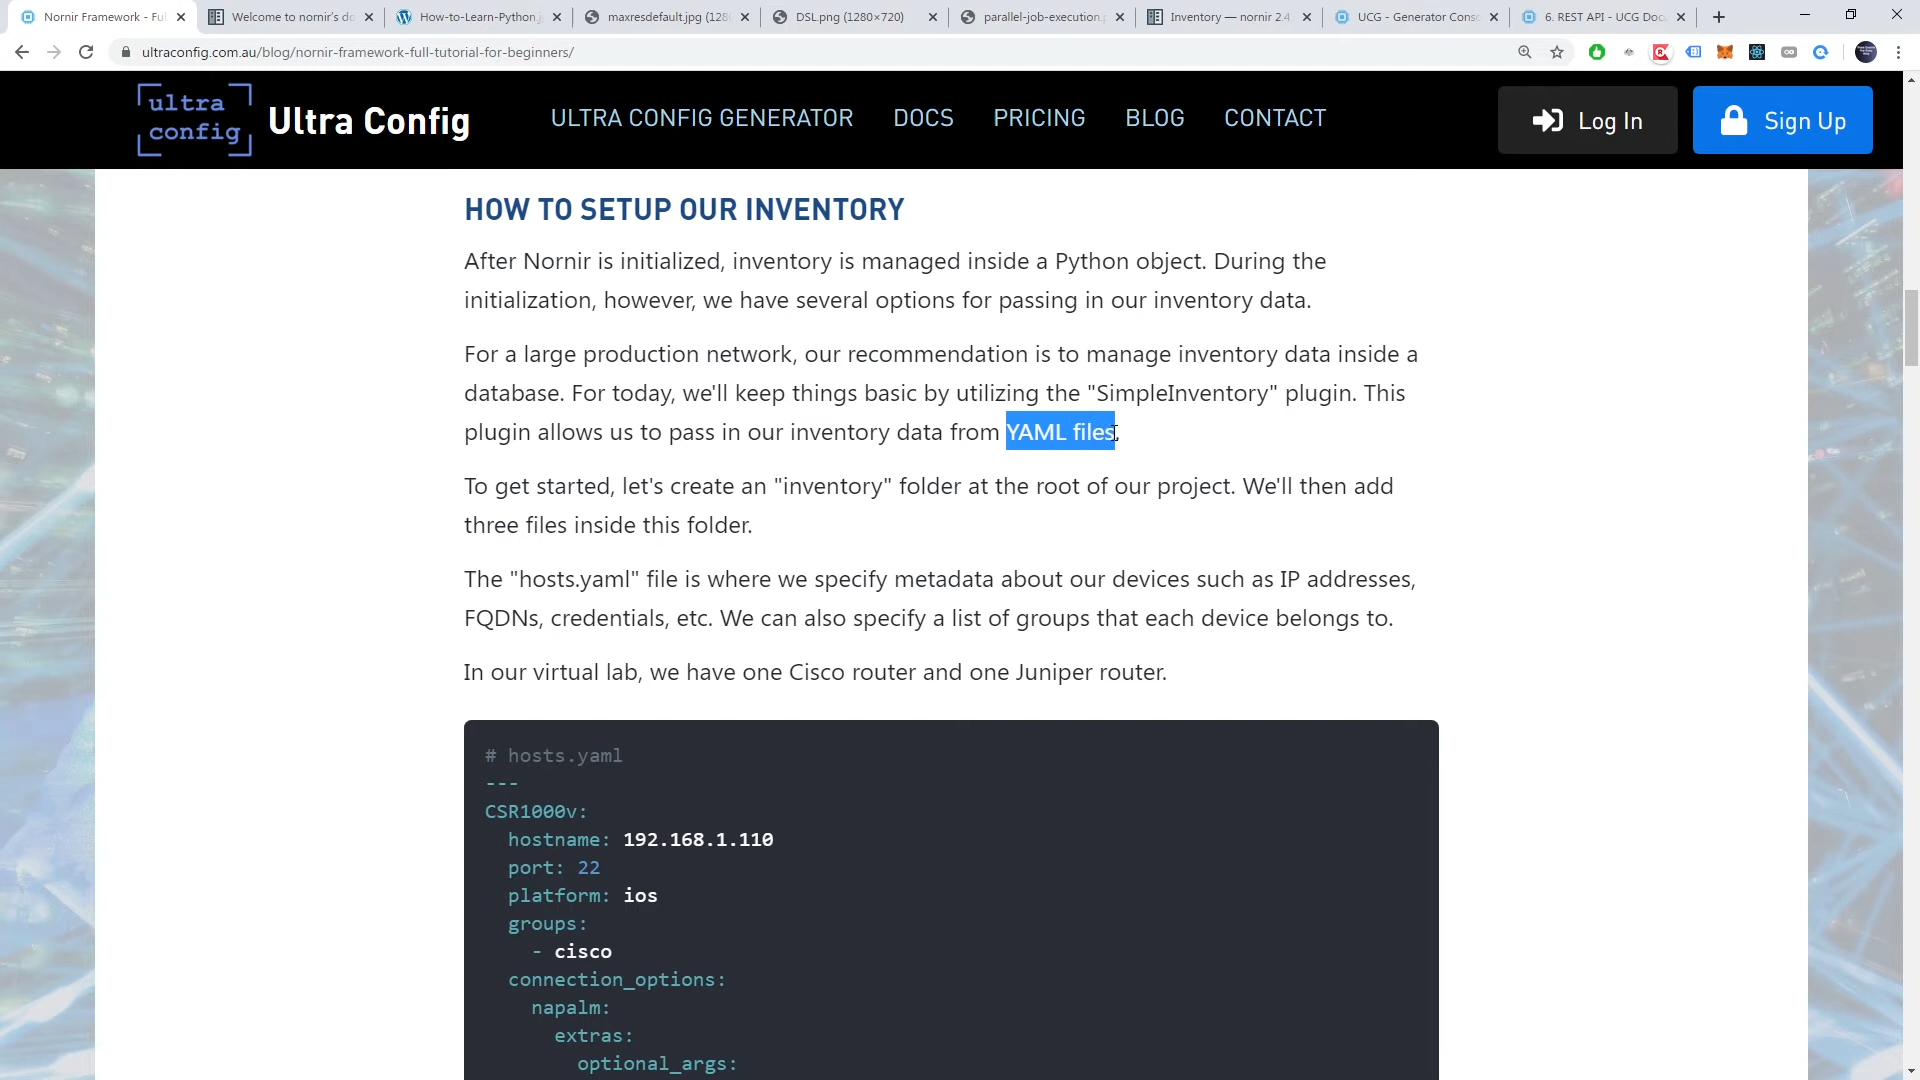 Nornir Framework - Ful
Welcome to nornir's do
How-to-Learn-Python.j
maxresdefault.jpg (128
DSL.png (1280×720)
parallel-job-execution.p
Inventory — nornir 2.4.
UCG - Generator Conso
6. REST API - UCG Doc
ultraconfig.com.au/blog/nornir-framework-full-tutorial-for-beginners/
ultra
config
Ultra Config
ULTRA CONFIG GENERATOR
DOCS
PRICING
BLOG
CONTACT
Log In
Sign Up
HOW TO SETUP OUR INVENTORY
After Nornir is initialized, inventory is managed inside a Python object. During the
initialization, however, we have several options for passing in our inventory data.
For a large production network, our recommendation is to manage inventory data inside a
database. For today, we'll keep things basic by utilizing the "SimpleInventory" plugin. This
plugin allows us to pass in our inventory data from YAML files.
To get started, let's create an "inventory" folder at the root of our project. We'll then add
three files inside this folder.
The "hosts.yaml" file is where we specify metadata about our devices such as IP addresses,
FQDNs, credentials, etc. We can also specify a list of groups that each device belongs to.
In our virtual lab, we have one Cisco router and one Juniper router.
# hosts.yaml
---
CSR1000v:
hostname: 192.168.1.110
port: 22
platform: ios
groups:
- cisco
connection_options:
napalm:
extras:
optional_args: